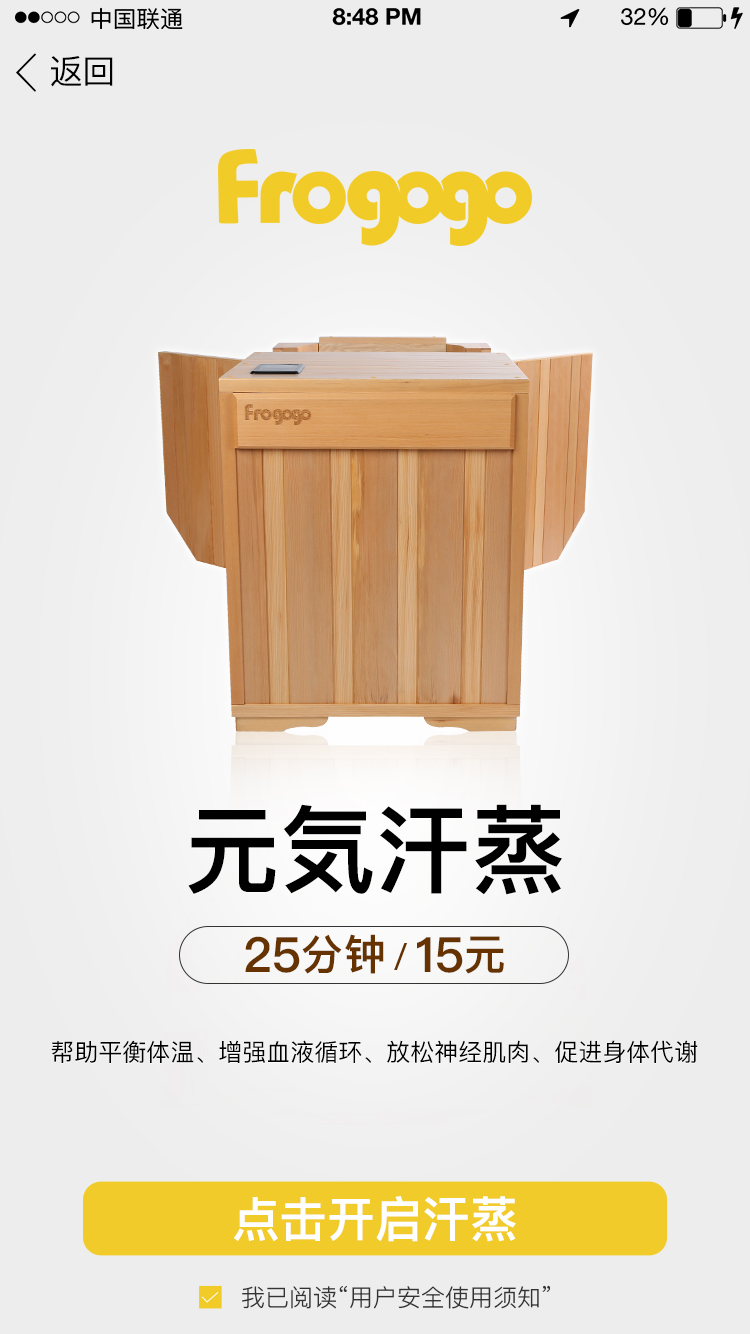 中国联通 8:48 PM 32%
返回
Frogogo
Frogogo
元気汗蒸
25分钟 / 15元
帮助平衡体温、增强血液循环、放松神经肌肉、促进身体代谢
点击开启汗蒸
我已阅读“用户安全使用须知”